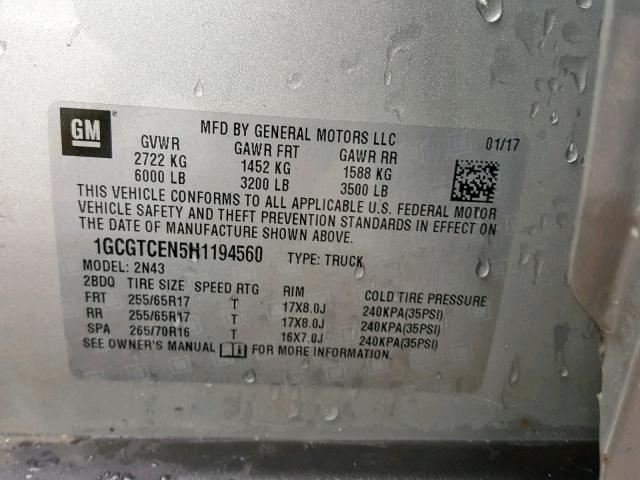 GM ®
MFD BY GENERAL MOTORS LLC 01/17
GVWR GAWR FRT GAWR RR
2722 KG 1452 KG 1588 KG
6000 LB 3200 LB 3500 LB
THIS VEHICLE CONFORMS TO ALL APPLICABLE U.S. FEDERAL MOTOR
VEHICLE SAFETY AND THEFT PREVENTION STANDARDS IN EFFECT ON
THE DATE OF MANUFACTURE SHOWN ABOVE.
1GCGTCEN5H1194560 TYPE: TRUCK
MODEL: 2N43
2BDQ TIRE SIZE SPEED RTG RIM COLD TIRE PRESSURE
FRT 255/65R17 T 17X8.0J 240KPA(35PSI)
RR 255/65R17 T 17X8.0J 240KPA(35PSI)
SPA 265/70R16 T 16X7.0J 240KPA(35PSI)
SEE OWNER'S MANUAL FOR MORE INFORMATION.